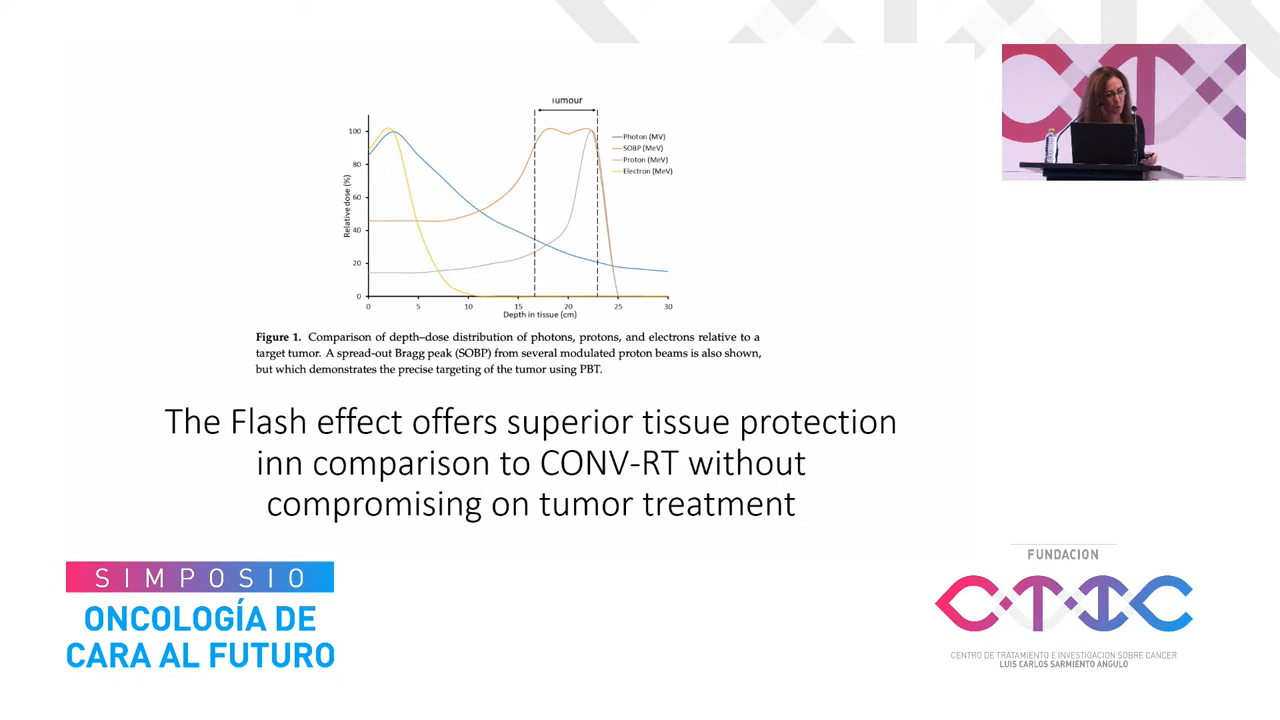 Tumour
100
80
60
40
20
0
Relative dose (%)
0 5 10 15 20 25 30
Depth in tissue (cm)
Photon (MV)
SOBP (MeV)
Proton (MeV)
Electron (MeV)
Figure 1. Comparison of depth–dose distribution of photons, protons, and electrons relative to a
target tumor. A spread-out Bragg peak (SOBP) from several modulated proton beams is also shown,
but which demonstrates the precise targeting of the tumor using PBT.
The Flash effect offers superior tissue protection
inn comparison to CONV-RT without
compromising on tumor treatment
SIMPOSIO
ONCOLOGÍA DE
CARA AL FUTURO
FUNDACION
CTIC
CENTRO DE TRATAMIENTO E INVESTIGACION SOBRE CANCER
LUIS CARLOS SARMIENTO ANGULO